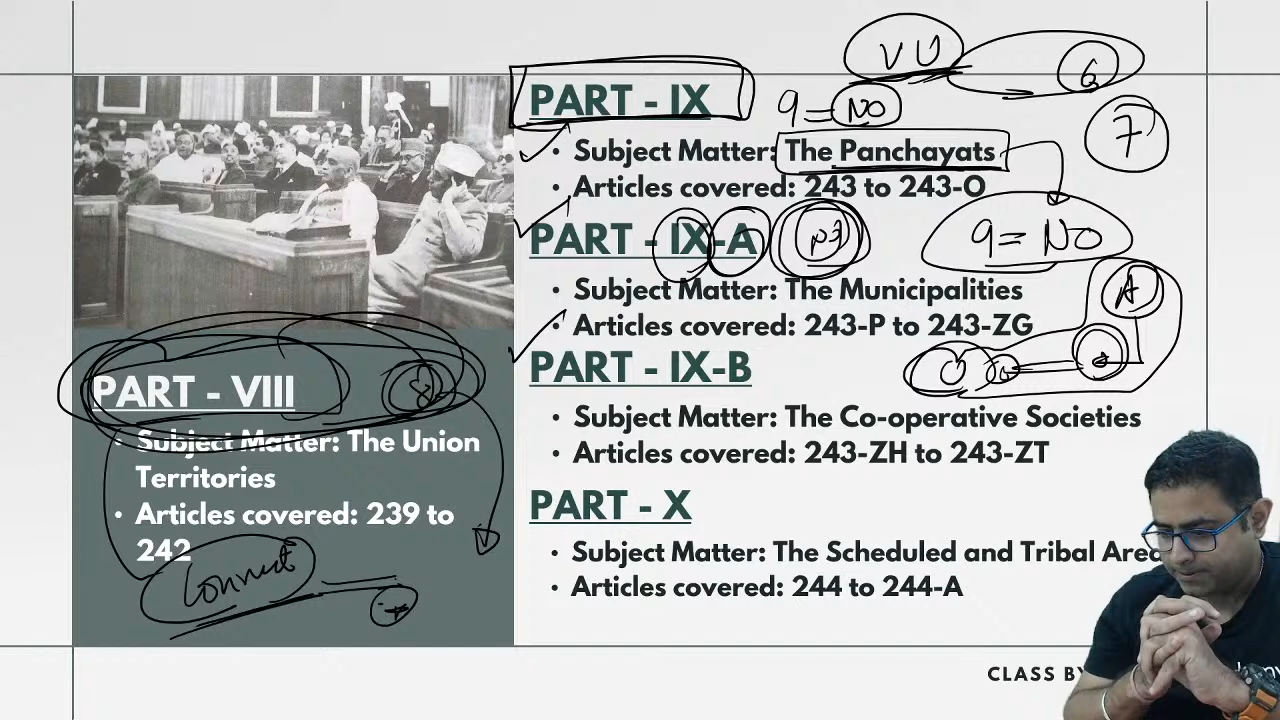 PART - IX
• Subject Matter: The Panchayats
• Articles covered: 243 to 243-O
PART - IX-A
• Subject Matter: The Municipalities
• Articles covered: 243-P to 243-ZG
PART - IX-B
• Subject Matter: The Co-operative Societies
• Articles covered: 243-ZH to 243-ZT
PART - X
• Subject Matter: The Scheduled and Tribal Area
• Articles covered: 244 to 244-A
PART - VIII
• Subject Matter: The Union
Territories
• Articles covered: 239 to
242
Connect
VU
9 = NO
7
9 = NO
A
8
CLASS BY